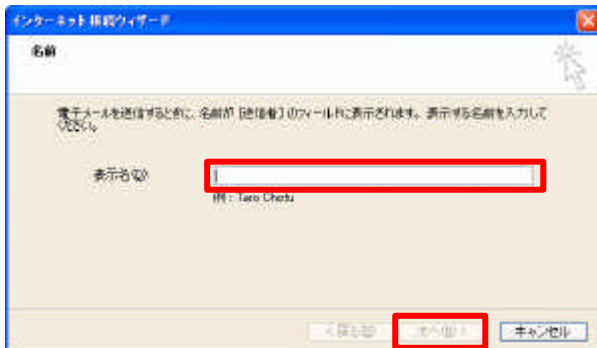 インターネット接続ウィザード
名前
電子メールを送信するときに、名前が [送信者] のフィールドに表示されます。表示する名前を入力して
ください。
表示名(D)
例 : Taro Chofu
< 戻る(B)
次へ(N) >
キャンセル